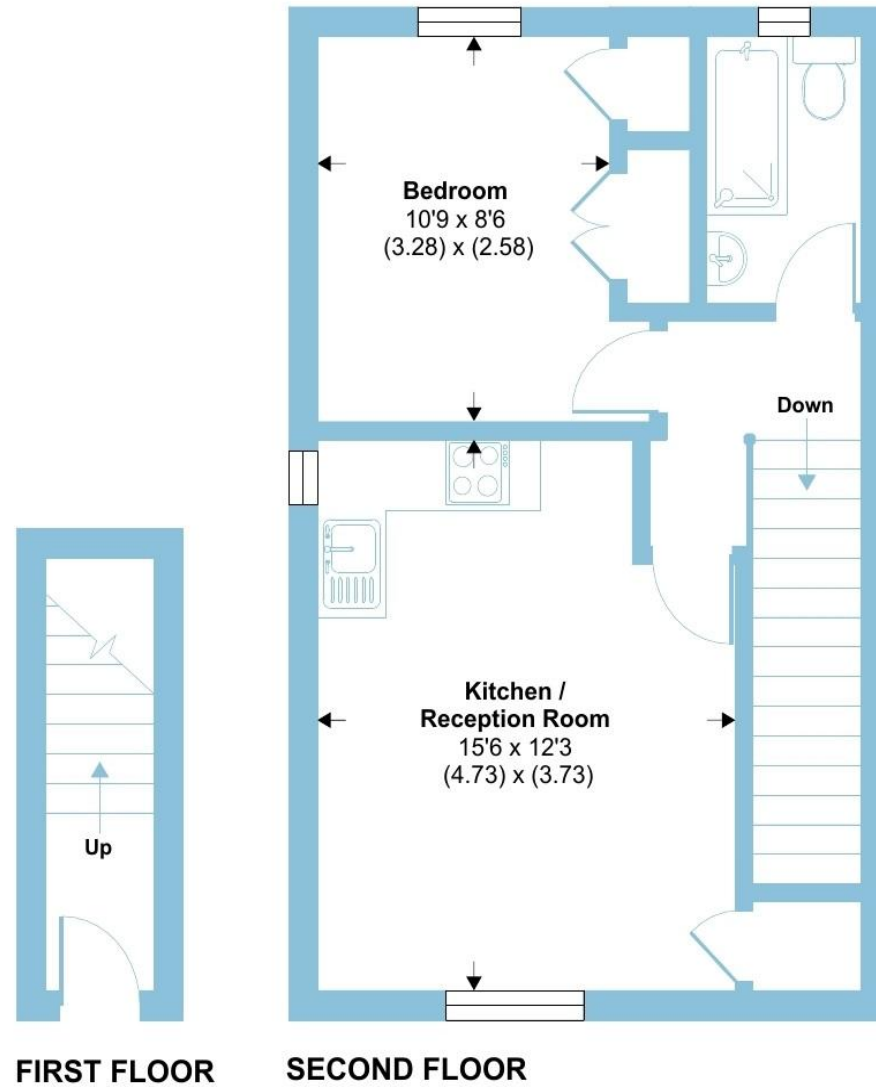 Bedroom
10'9 x 8'6
(3.28) x (2.58)
Down
Kitchen /
Reception Room
15'6 x 12'3
(4.73) x (3.73)
Up
FIRST FLOOR
SECOND FLOOR